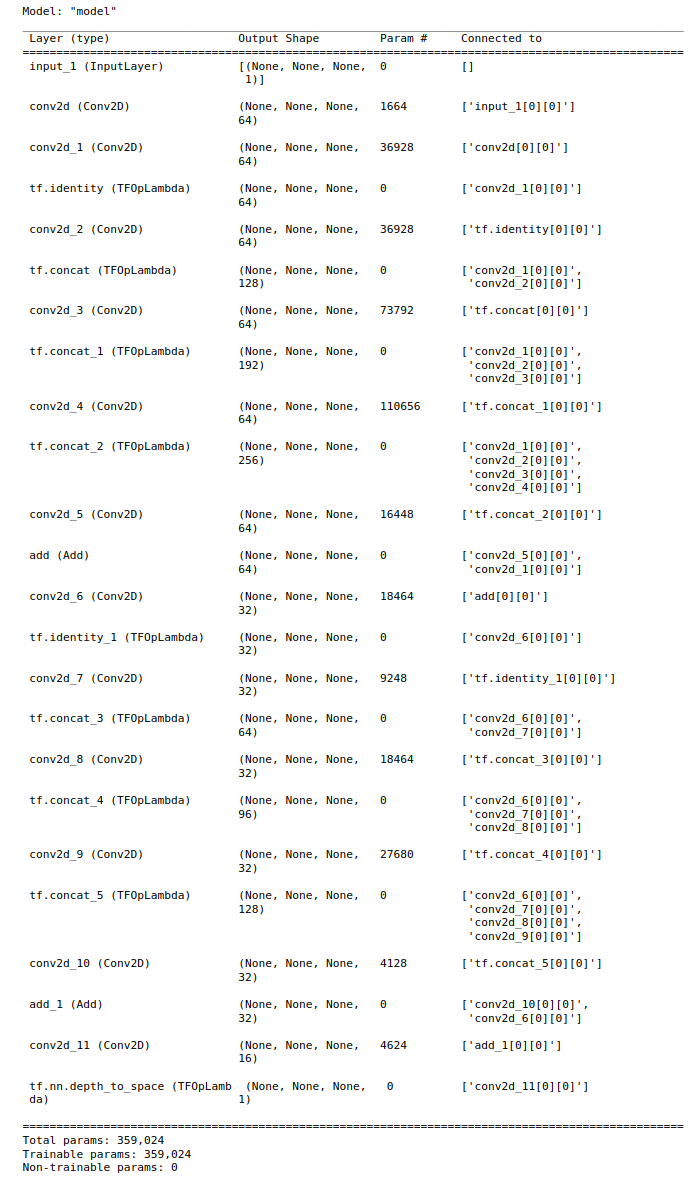 Model: "model"
Layer (type) Output Shape Param # Connected to
input_1 (InputLayer) [(None, None, None, 0 []
1)]
conv2d (Conv2D) (None, None, None, 1664 ['input_1[0][0]']
64)
conv2d_1 (Conv2D) (None, None, None, 36928 ['conv2d[0][0]']
64)
tf.identity (TFOpLambda) (None, None, None, 0 ['conv2d_1[0][0]']
64)
conv2d_2 (Conv2D) (None, None, None, 36928 ['tf.identity[0][0]']
64)
tf.concat (TFOpLambda) (None, None, None, 0 ['conv2d_1[0][0]',
128) 'conv2d_2[0][0]']
conv2d_3 (Conv2D) (None, None, None, 73792 ['tf.concat[0][0]']
64)
tf.concat_1 (TFOpLambda) (None, None, None, 0 ['conv2d_1[0][0]',
192) 'conv2d_2[0][0]',
'conv2d_3[0][0]']
conv2d_4 (Conv2D) (None, None, None, 110656 ['tf.concat_1[0][0]']
64)
tf.concat_2 (TFOpLambda) (None, None, None, 0 ['conv2d_1[0][0]',
256) 'conv2d_2[0][0]',
'conv2d_3[0][0]',
'conv2d_4[0][0]']
conv2d_5 (Conv2D) (None, None, None, 16448 ['tf.concat_2[0][0]']
64)
add (Add) (None, None, None, 0 ['conv2d_5[0][0]',
64) 'conv2d_1[0][0]']
conv2d_6 (Conv2D) (None, None, None, 18464 ['add[0][0]']
32)
tf.identity_1 (TFOpLambda) (None, None, None, 0 ['conv2d_6[0][0]']
32)
conv2d_7 (Conv2D) (None, None, None, 9248 ['tf.identity_1[0][0]']
32)
tf.concat_3 (TFOpLambda) (None, None, None, 0 ['conv2d_6[0][0]',
64) 'conv2d_7[0][0]']
conv2d_8 (Conv2D) (None, None, None, 18464 ['tf.concat_3[0][0]']
32)
tf.concat_4 (TFOpLambda) (None, None, None, 0 ['conv2d_6[0][0]',
96) 'conv2d_7[0][0]',
'conv2d_8[0][0]']
conv2d_9 (Conv2D) (None, None, None, 27680 ['tf.concat_4[0][0]']
32)
tf.concat_5 (TFOpLambda) (None, None, None, 0 ['conv2d_6[0][0]',
128) 'conv2d_7[0][0]',
'conv2d_8[0][0]',
'conv2d_9[0][0]']
conv2d_10 (Conv2D) (None, None, None, 4128 ['tf.concat_5[0][0]']
32)
add_1 (Add) (None, None, None, 0 ['conv2d_10[0][0]',
32) 'conv2d_6[0][0]']
conv2d_11 (Conv2D) (None, None, None, 4624 ['add_1[0][0]']
16)
tf.nn.depth_to_space (TFOpLamb (None, None, None, 0 ['conv2d_11[0][0]']
da) 1)
Total params: 359,024
Trainable params: 359,024
Non-trainable params: 0